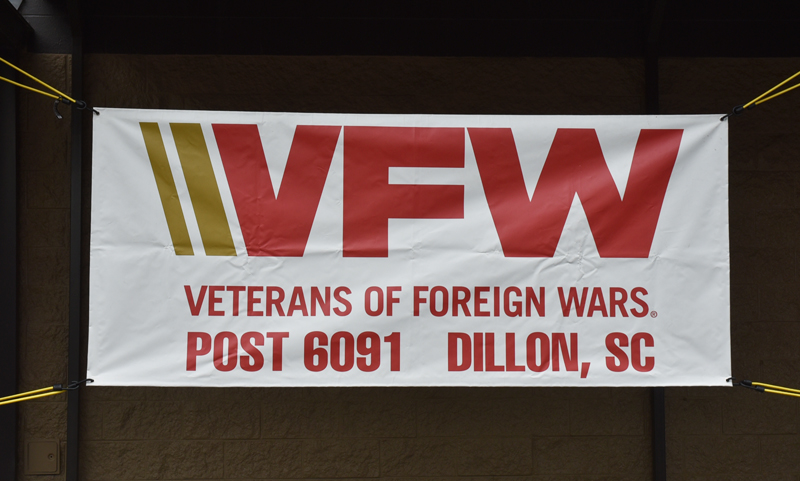 VFW
VETERANS OF FOREIGN WARS®
POST 6091 DILLON, SC